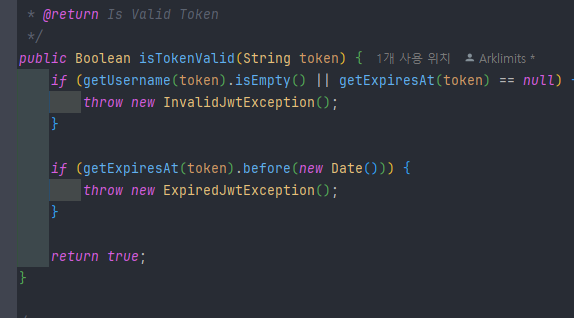 * @return Is Valid Token
*/
public Boolean isTokenValid(String token) { 1개 사용 위치 Arklimits *
if (getUsername(token).isEmpty() || getExpiresAt(token) == null) {
throw new InvalidJwtException();
}
if (getExpiresAt(token).before(new Date())) {
throw new ExpiredJwtException();
}
return true;
}